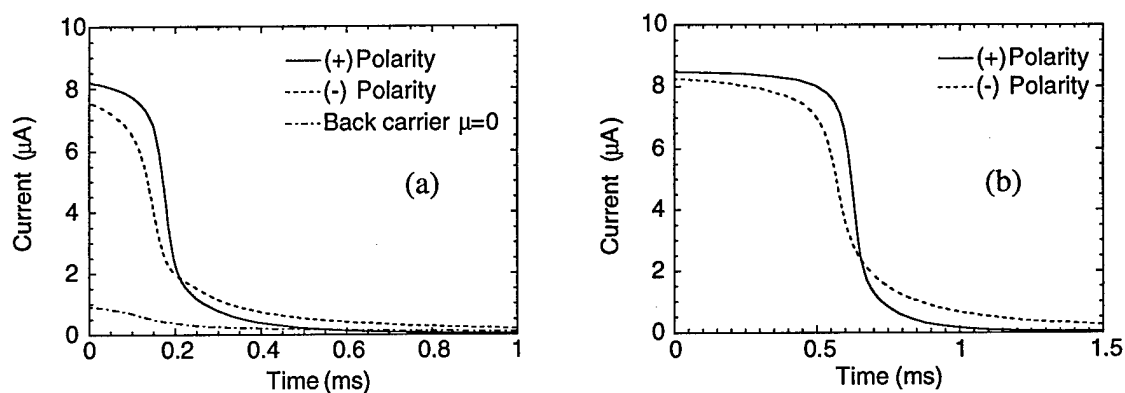 10
8
6
4
2
0
Current (μA)
(+) Polarity
(-) Polarity
Back carrier μ=0
(a)
0 0.2 0.4 0.6 0.8 1
Time (ms)
10
8
6
4
2
0
Current (μA)
(+) Polarity
(-) Polarity
(b)
0 0.5 1 1.5
Time (ms)